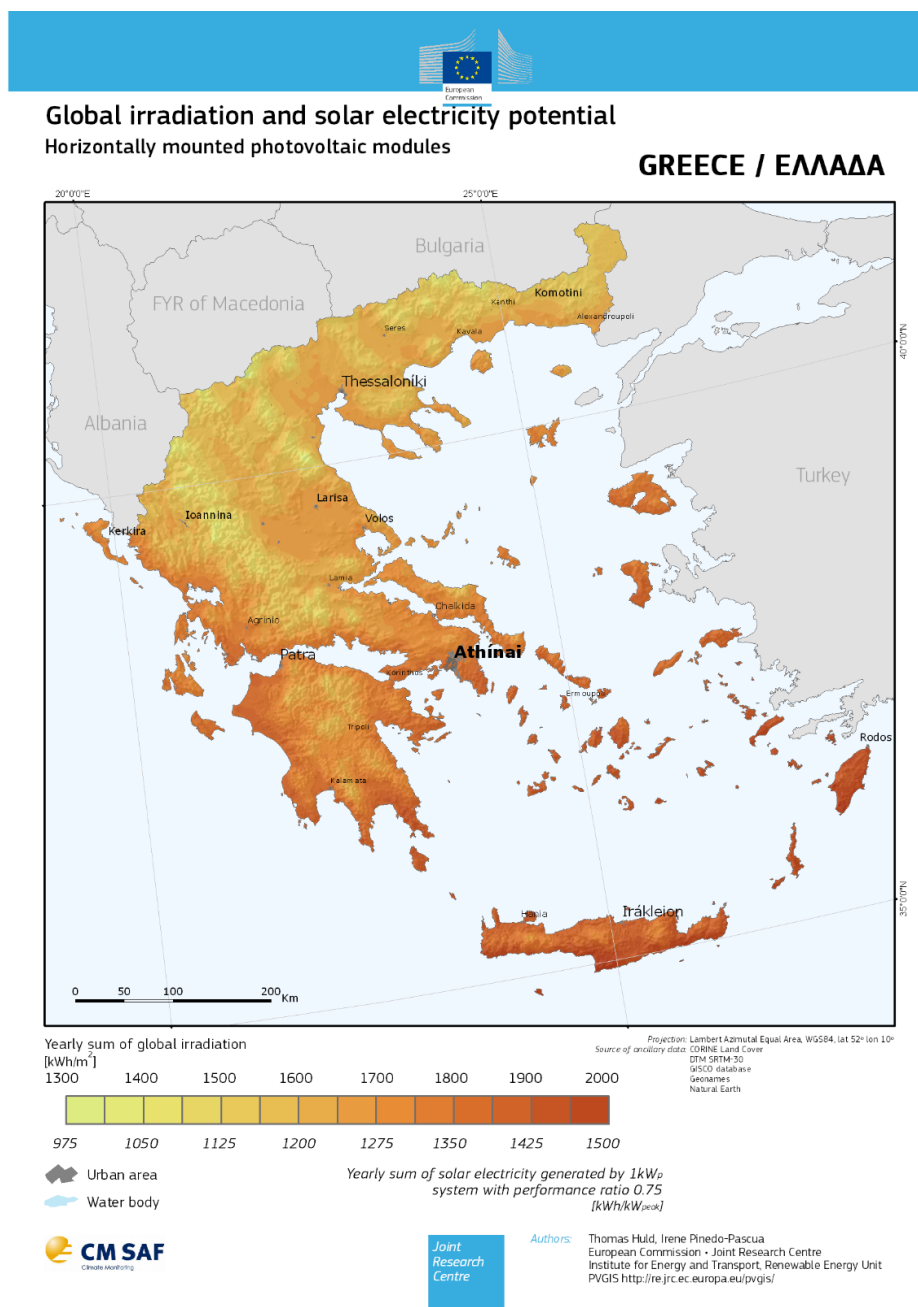 European
Commission
Global irradiation and solar electricity potential
Horizontally mounted photovoltaic modules
GREECE / ΕΛΛΑΔΑ
20°0'0"E
25°0'0"E
Bulgaria
FYR of Macedonia
Komotini
Xanthi
Alexandroupoli
Seres
Kavala
40°0'0"N
Thessaloníki
Albania
Turkey
Larisa
Ioannina
Volos
Kerkira
Lamia
Chalkida
Agrinio
Athínai
Patra
Korinthos
Ermoupoli
Tripoli
Rodos
Kalamata
35°0'0"N
Hania
Irákleion
0 50 100 200 Km
Yearly sum of global irradiation
[kWh/m2]
1300 1400 1500 1600 1700 1800 1900 2000
975 1050 1125 1200 1275 1350 1425 1500
Projection: Lambert Azimutal Equal Area, WGS84, lat 52º lon 10º
Source of ancillary data: CORINE Land Cover
DTM SRTM-30
GISCO database
Geonames
Natural Earth
Urban area
Water body
Yearly sum of solar electricity generated by 1kWp
system with performance ratio 0.75
[kWh/kWpeak]
CM SAF
Climate Monitoring
Joint
Research
Centre
Authors: Thomas Huld, Irene Pinedo-Pascua
European Commission • Joint Research Centre
Institute for Energy and Transport, Renewable Energy Unit
PVGIS http://re.jrc.ec.europa.eu/pvgis/